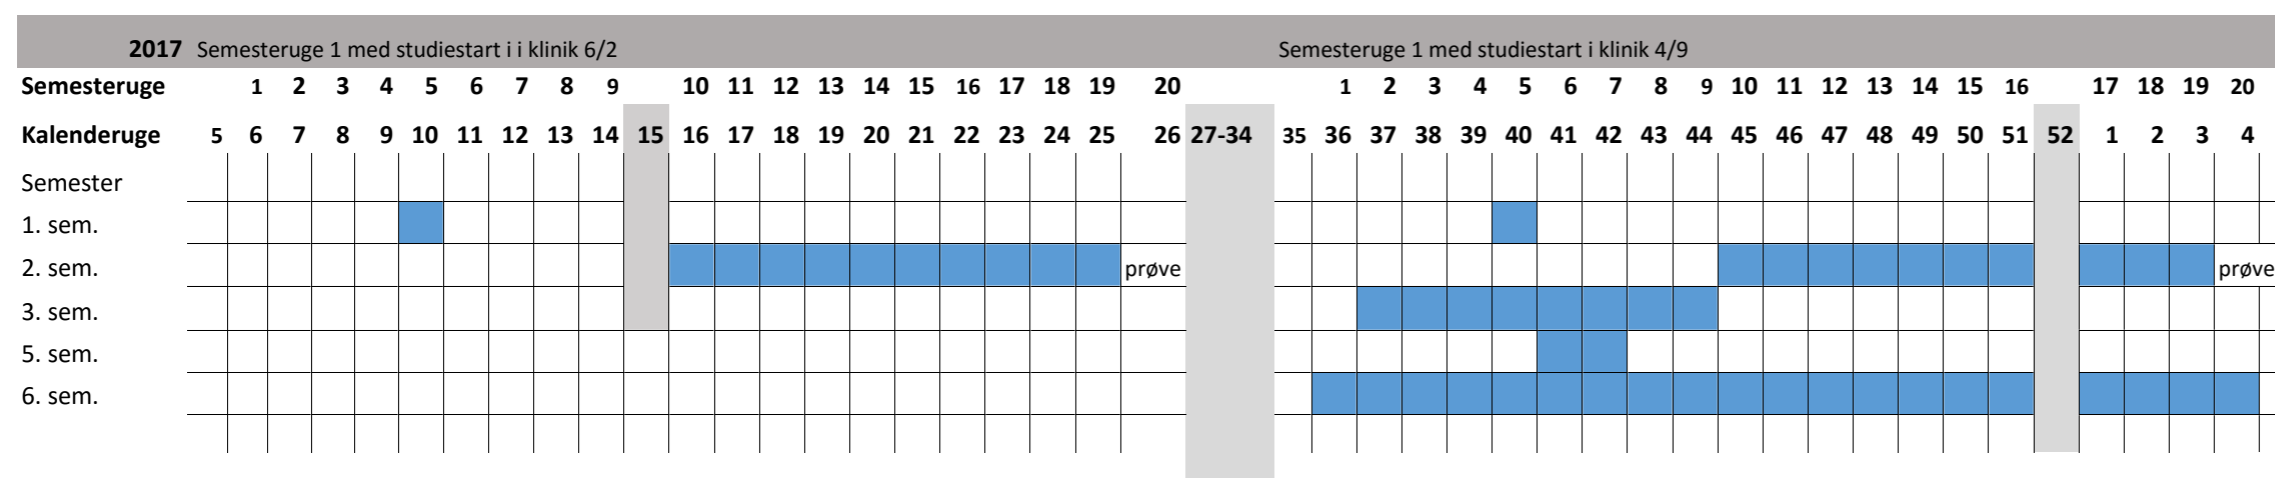 2017 Semesteruge 1 med studiestart i i klinik 6/2 Semesteruge 1 med studiestart i klinik 4/9
Semesteruge 1 2 3 4 5 6 7 8 9 10 11 12 13 14 15 16 17 18 19 20 1 2 3 4 5 6 7 8 9 10 11 12 13 14 15 16 17 18 19 20
Kalenderuge 5 6 7 8 9 10 11 12 13 14 15 16 17 18 19 20 21 22 23 24 25 26 27-34 35 36 37 38 39 40 41 42 43 44 45 46 47 48 49 50 51 52 1 2 3 4
Semester
1. sem.
2. sem. prøve prøve
3. sem.
5. sem.
6. sem.